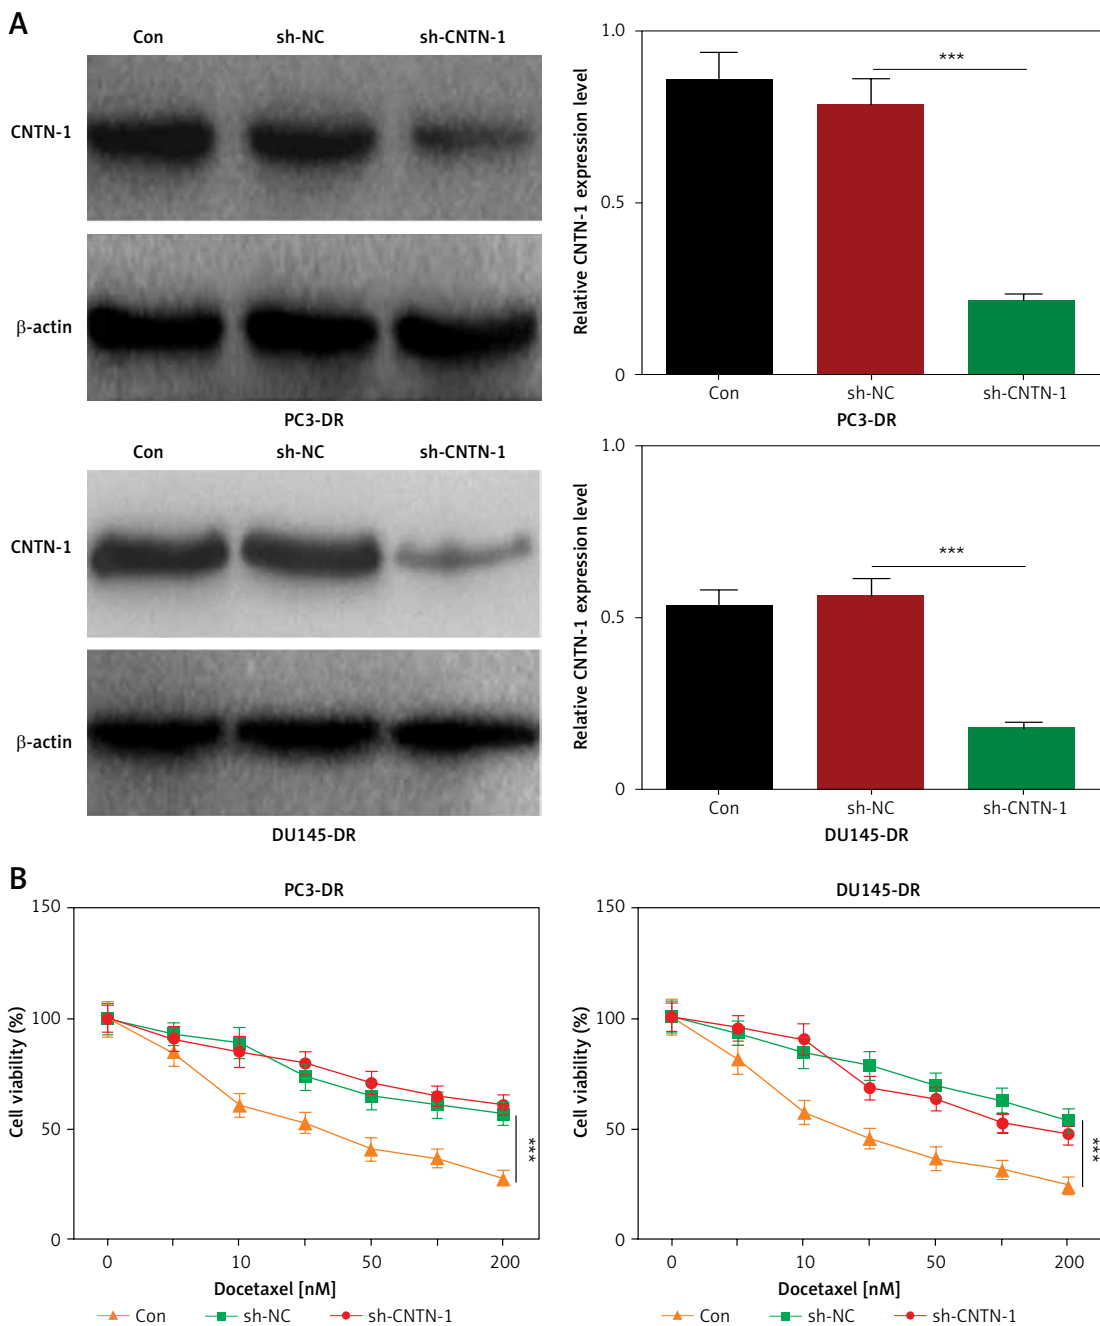 A
Con sh-NC sh-CNTN-1
CNTN-1
β-actin
PC3-DR
1.0
0.5
0
Relative CNTN-1 expression level
***
Con sh-NC sh-CNTN-1
PC3-DR
Con sh-NC sh-CNTN-1
CNTN-1
β-actin
DU145-DR
1.0
0.5
0
Relative CNTN-1 expression level
***
Con sh-NC sh-CNTN-1
DU145-DR
B
PC3-DR
150
100
50
0
Cell viability (%)
***
0 10 50 200
Docetaxel [nM]
Con sh-NC sh-CNTN-1
DU145-DR
150
100
50
0
Cell viability (%)
***
0 10 50 200
Docetaxel [nM]
Con sh-NC sh-CNTN-1